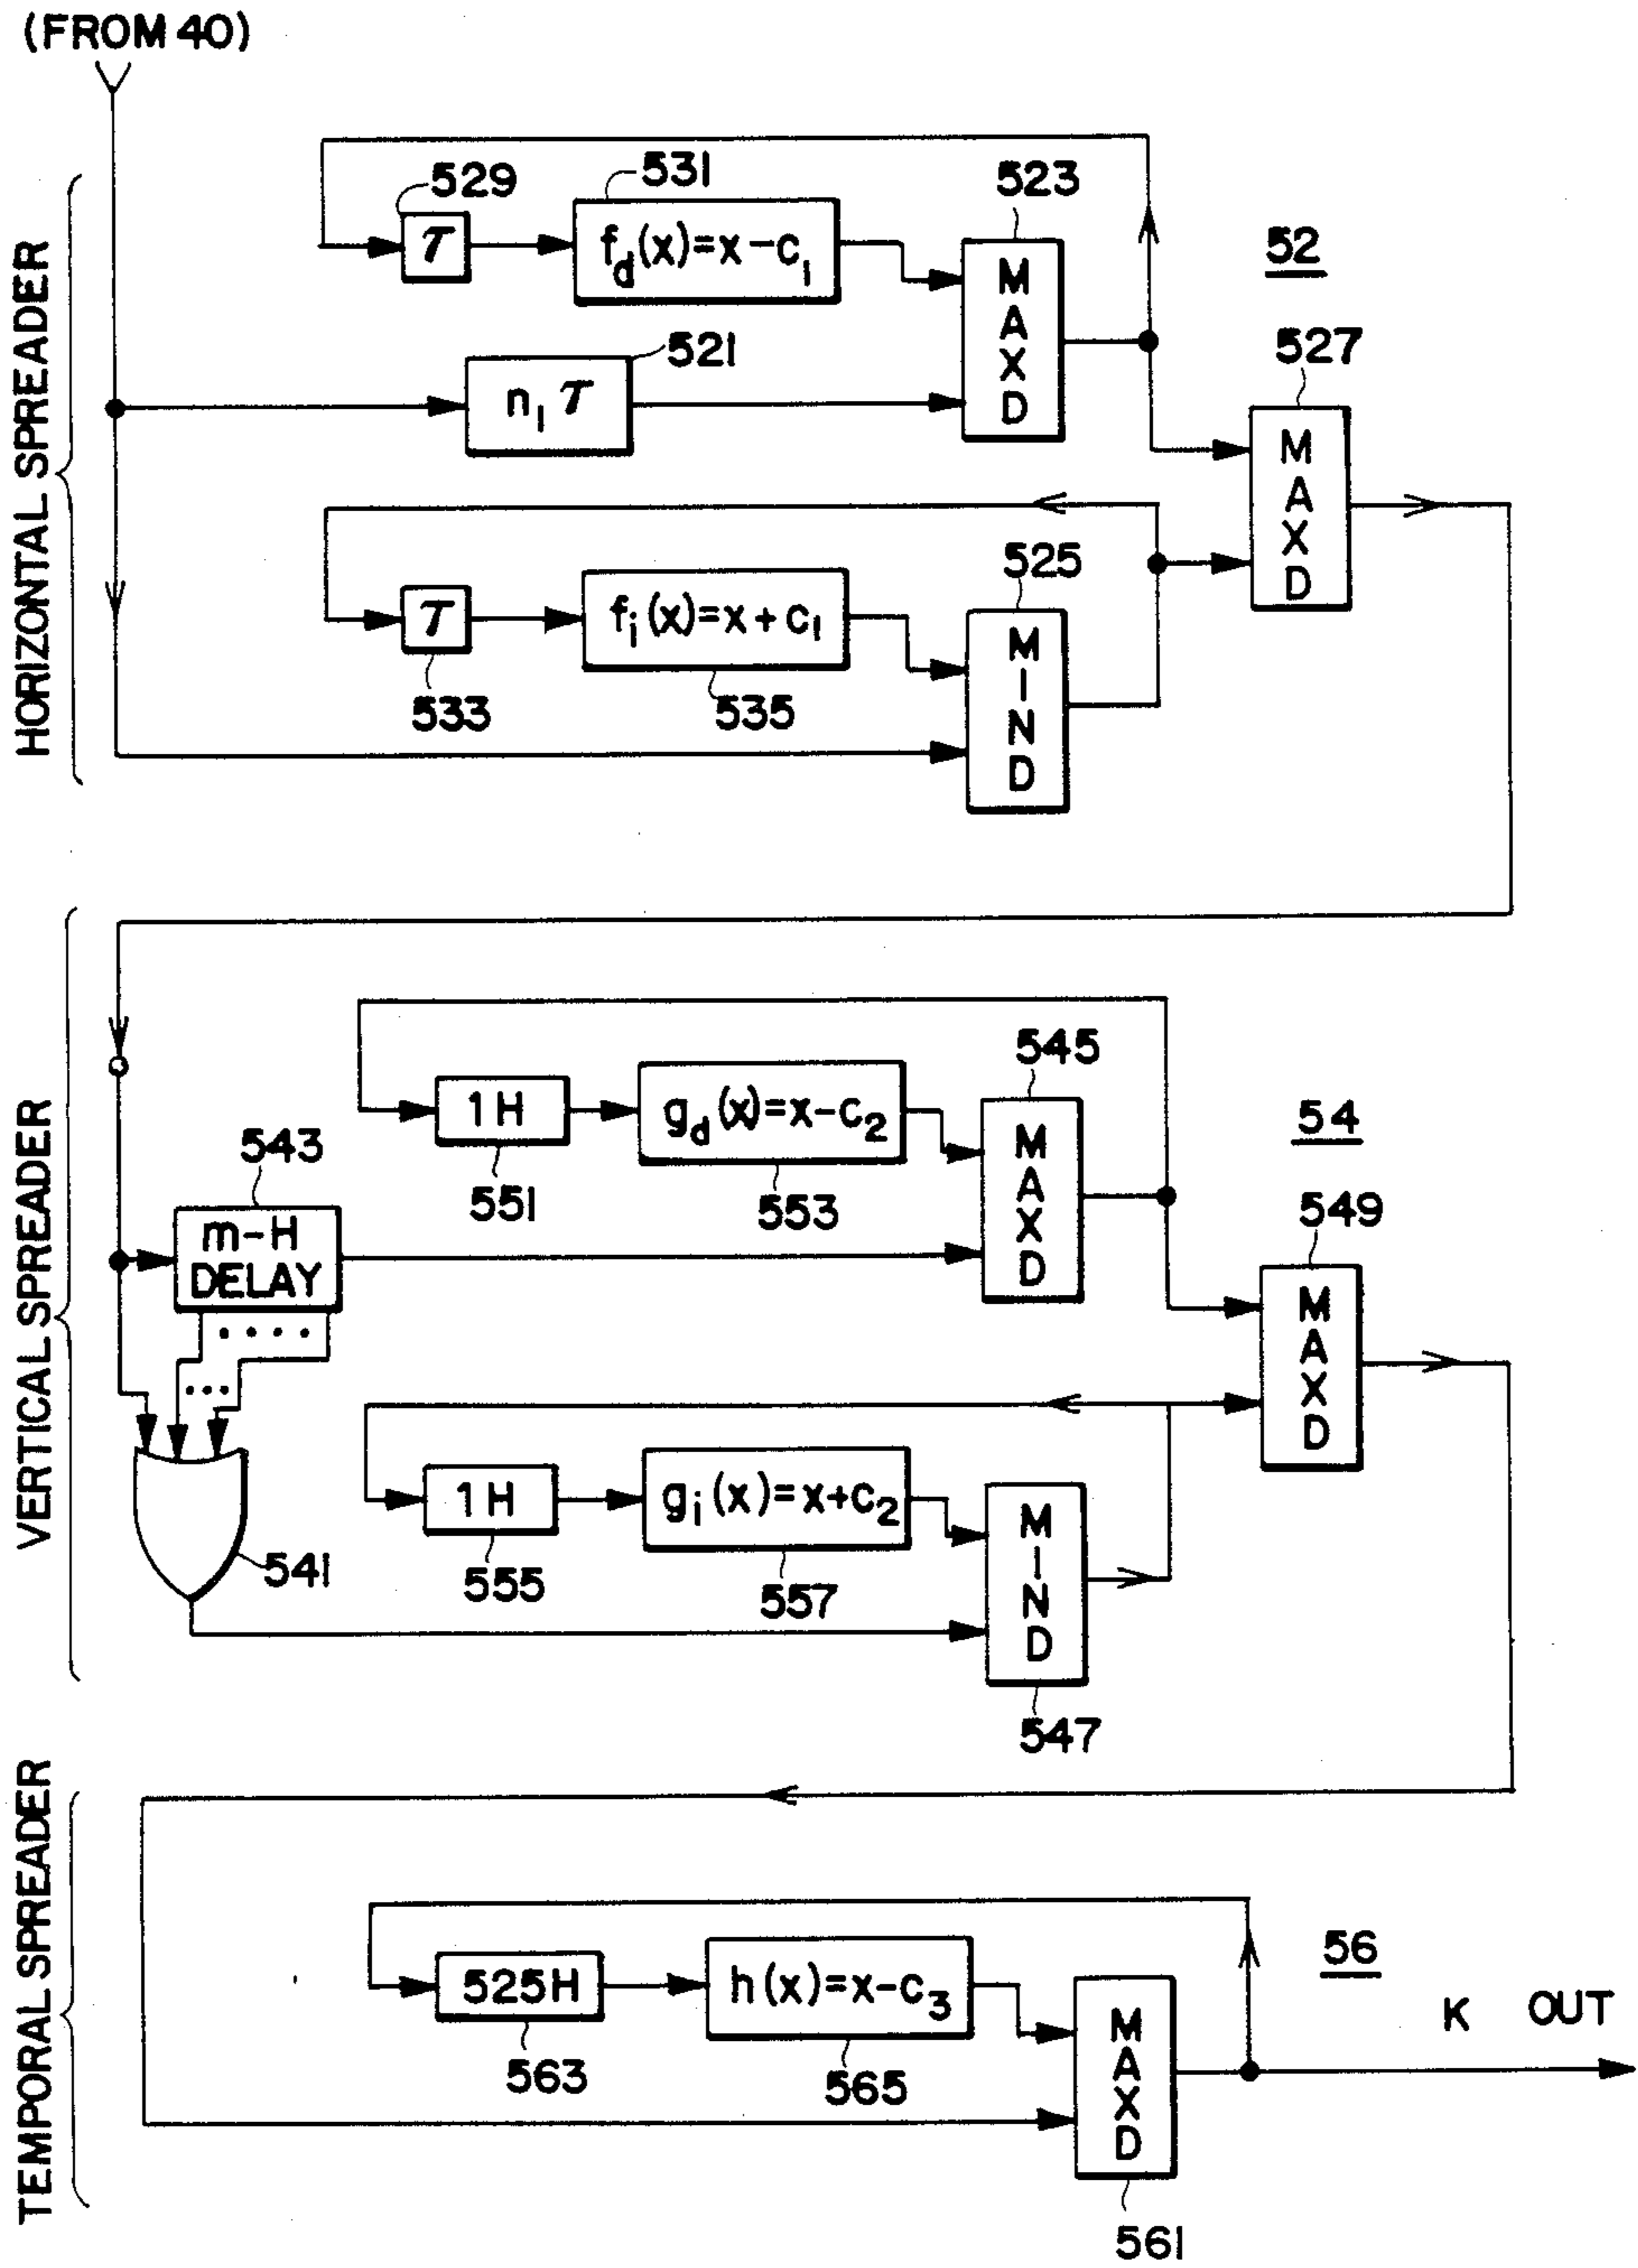 (FROM 40)
HORIZONTAL SPREADER
529
τ
531
f_d(x)=x-c_1
523
MAXD
52
521
n_1 τ
527
MAXD
525
MIND
τ
533
f_i(x)=x+c_1
535
VERTICAL SPREADER
1H
551
g_d(x)=x-c_2
553
545
MAXD
54
543
m-H
DELAY
....
...
549
MAXD
541
1H
555
g_i(x)=x+c_2
557
MIND
547
TEMPORAL SPREADER
525H
563
h(x)=x-c_3
565
MAXD
561
56
K OUT